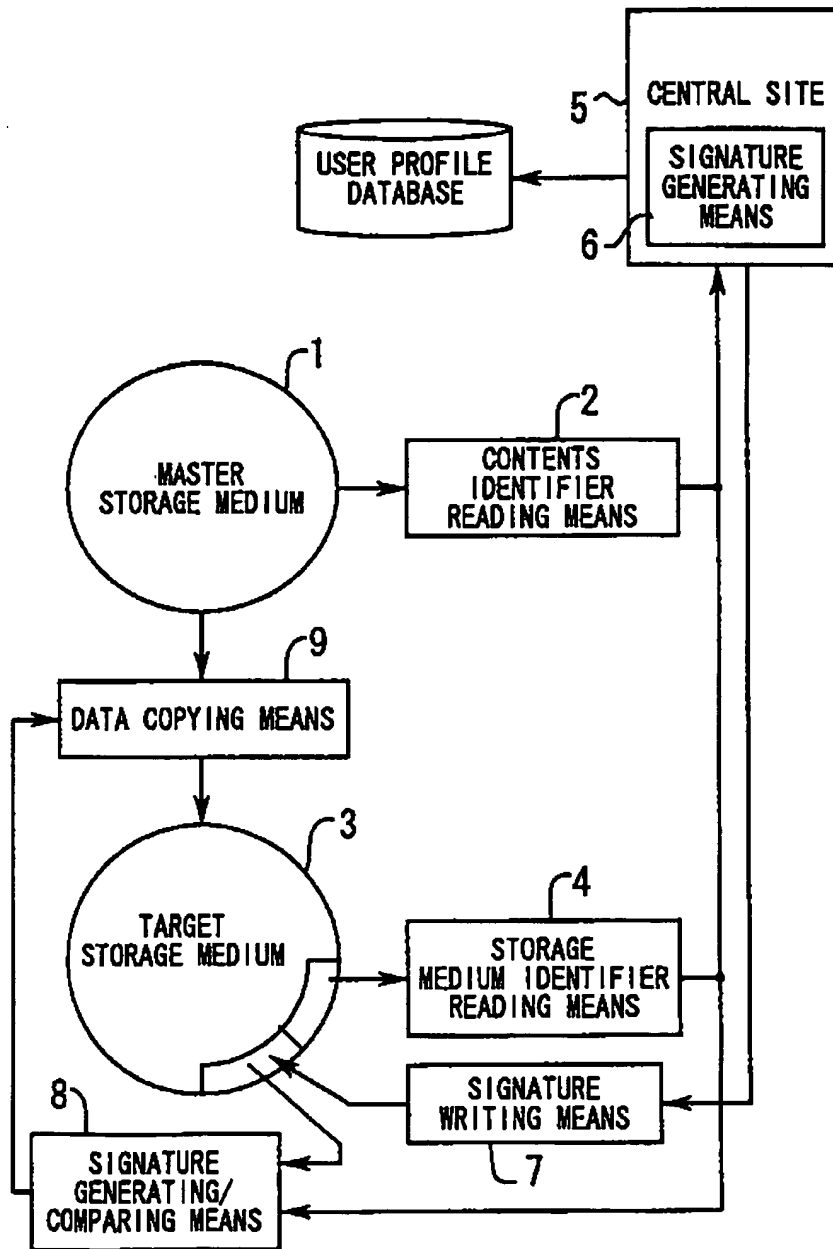 5
CENTRAL SITE
SIGNATURE
GENERATING
MEANS
6
USER PROFILE
DATABASE
1
MASTER
STORAGE MEDIUM
2
CONTENTS
IDENTIFIER
READING MEANS
9
DATA COPYING MEANS
3
TARGET
STORAGE MEDIUM
4
STORAGE
MEDIUM IDENTIFIER
READING MEANS
SIGNATURE
WRITING MEANS
7
8
SIGNATURE
GENERATING/
COMPARING MEANS